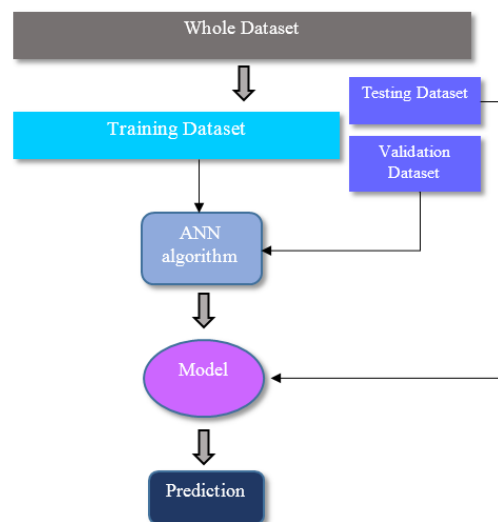 Whole Dataset
Testing Dataset
Training Dataset
Validation
Dataset
ANN
algorithm
Model
Prediction